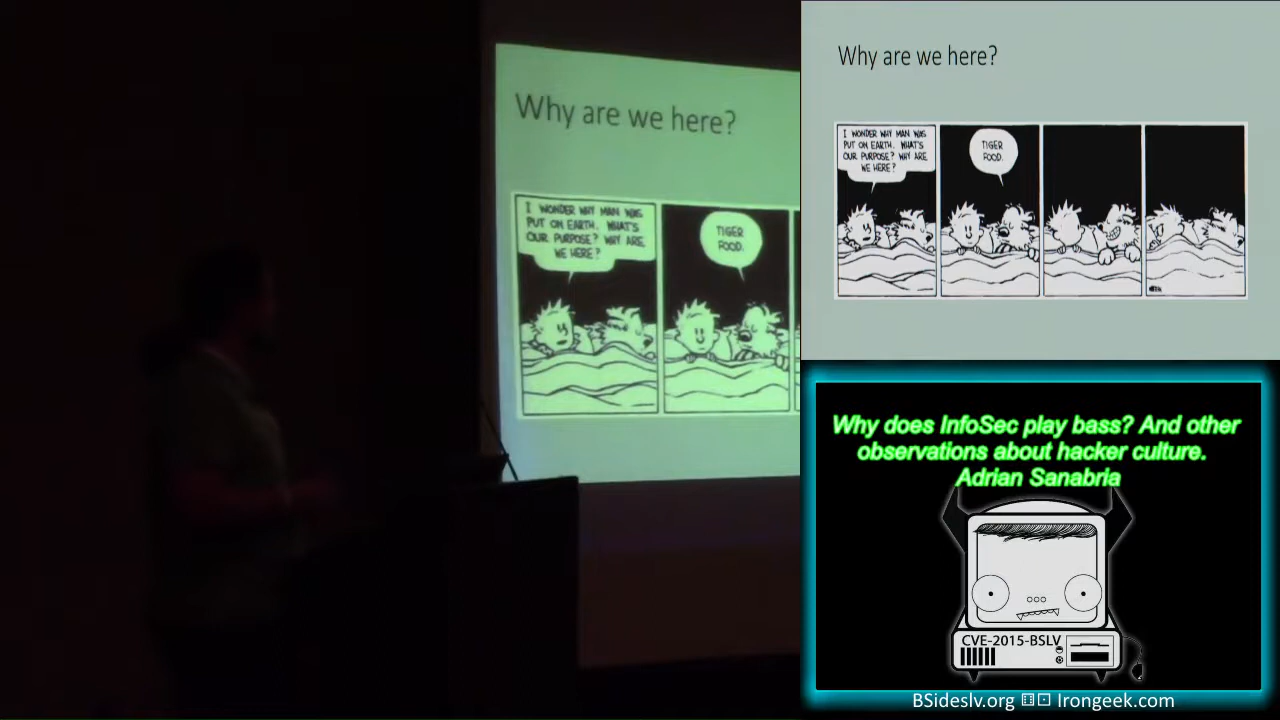 Why are we here?
I WONDER WHY MAN WAS
PUT ON EARTH. WHAT'S
OUR PURPOSE? WHY ARE
WE HERE?
TIGER
FOOD.
Why are we here?
I WONDER WHY MAN WAS
PUT ON EARTH. WHAT'S
OUR PURPOSE? WHY ARE
WE HERE?
TIGER
FOOD.
Why does InfoSec play bass? And other
observations about hacker culture.
Adrian Sanabria
CVE-2015-BSLV
BSideslv.org Irongeek.com